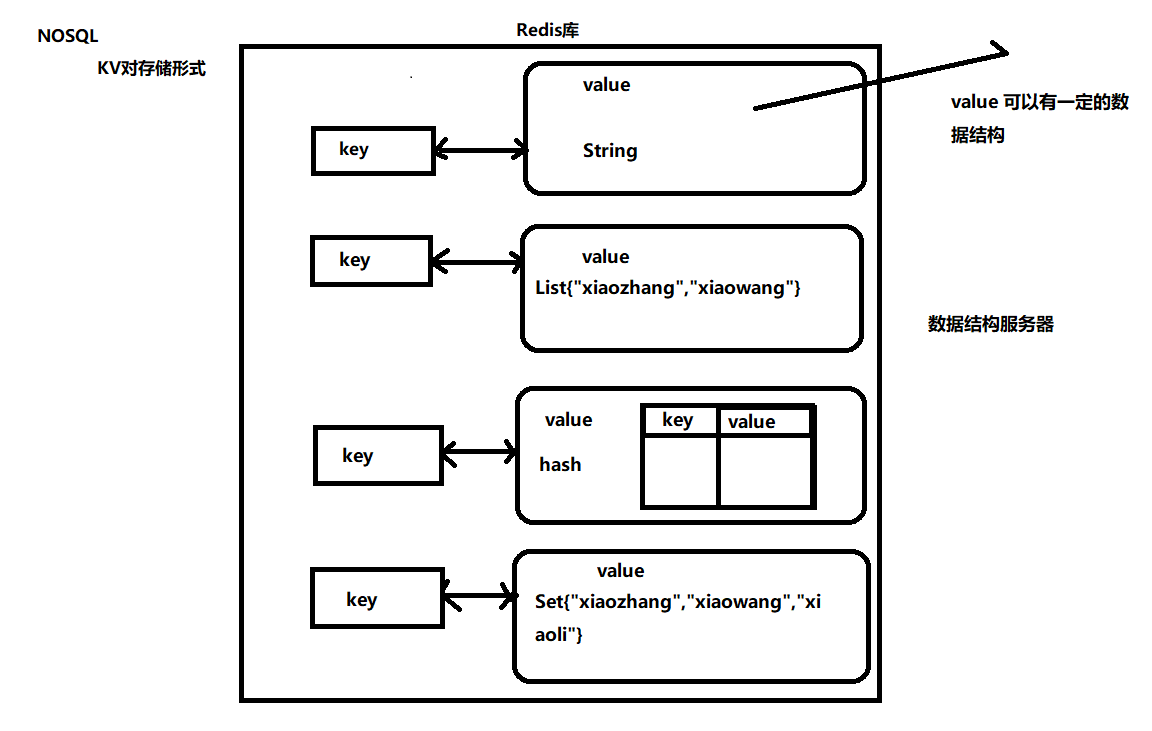 NOSQL
Redis库
KV对存储形式
value
value 可以有一定的数
据结构
key
String
key
value
List{"xiaozhang","xiaowang"}
数据结构服务器
value
key
value
key
hash
value
key
Set{"xiaozhang","xiaowang","xi
aoli"}